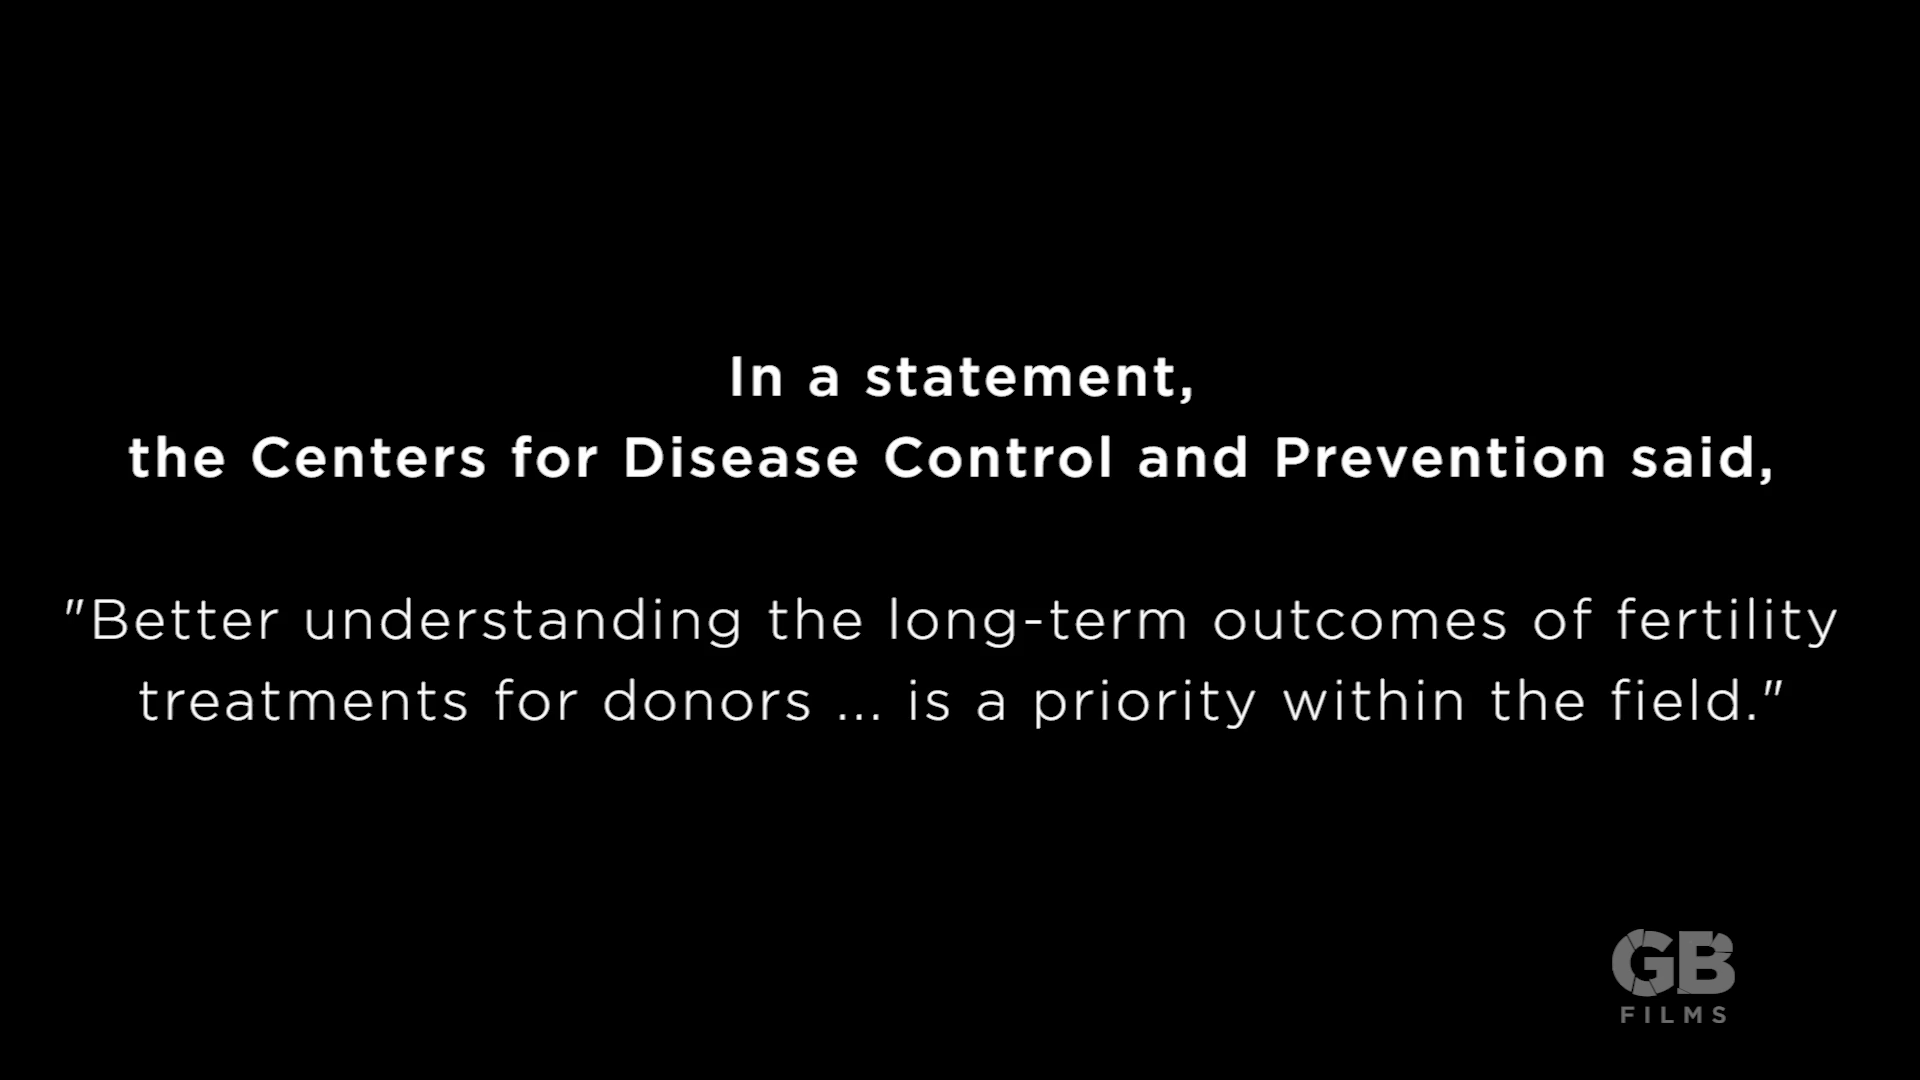 In a statement,
the Centers for Disease Control and Prevention said,
"Better understanding the long-term outcomes of fertility
treatments for donors ... is a priority within the field."
GB
FILMS